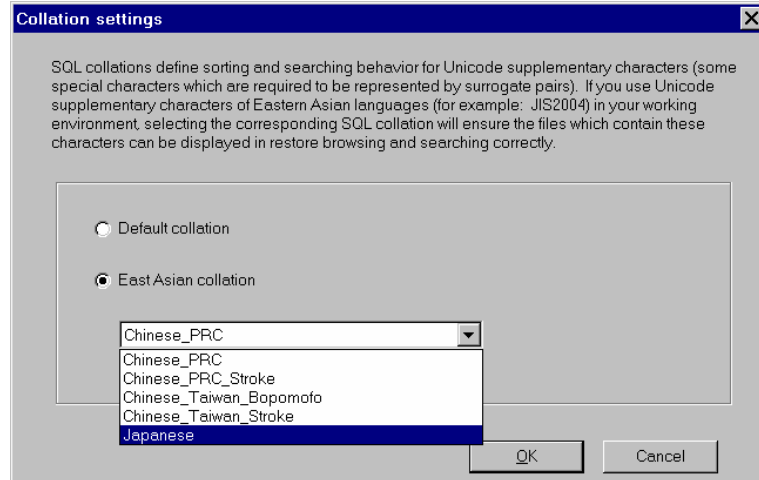 Collation settings
SQL collations define sorting and searching behavior for Unicode supplementary characters (some
special characters which are required to be represented by surrogate pairs). If you use Unicode
supplementary characters of Eastern Asian languages (for example: JIS2004) in your working
environment, selecting the corresponding SQL collation will ensure the files which contain these
characters can be displayed in restore browsing and searching correctly.
Default collation
East Asian collation
Chinese_PRC
Chinese_PRC
Chinese_PRC_Stroke
Chinese_Taiwan_Bopomofo
Chinese_Taiwan_Stroke
Japanese
OK Cancel